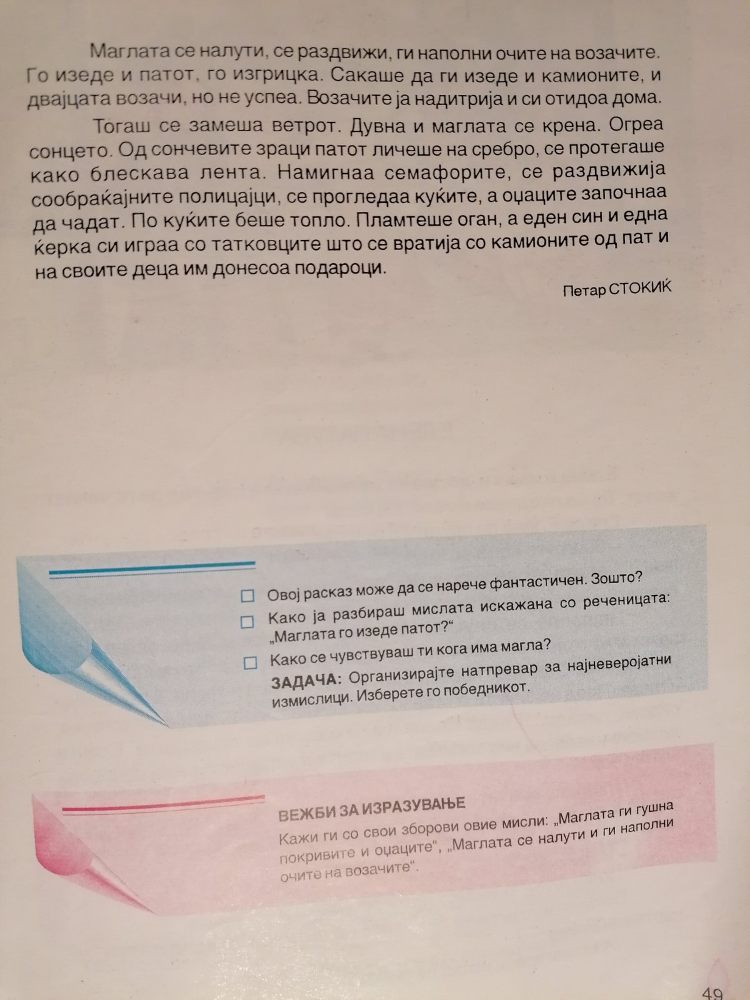 Маглата се налути, се раздвижи, ги наполни очите на возачите.
Го изеде и патот, го изгрицка. Сакаше да ги изеде и камионите, и
двајцата возачи, но не успеа. Возачите ја надитрија и си отидоа дома.
Тогаш се замеша ветрот. Дувна и маглата се крена. Огреа
сонцето. Од сончевите зраци патот личеше на сребро, се протегаше
како блескава лента. Намигнаа семафорите, се раздвижија
сообраќајните полицајци, се прогледаа куќите, а оџаците започнаа
да чадат. По куќите беше топло. Пламтеше оган, а еден син и една
ќерка си играа со татковците што се вратија со камионите од пат и
на своите деца им донесоа подароци.
Петар СТОКИЌ
Овој расказ може да се нарече фантастичен. Зошто?
Како ја разбираш мислата искажана со реченицата:
„Маглата го изеде патот?“
Како се чувствуваш ти кога има магла?
ЗАДАЧА: Организирајте натпревар за најневеројатни
измислици. Изберете го победникот.
ВЕЖБИ ЗА ИЗРАЗУВАЊЕ
Кажи ги со свои зборови овие мисли: „Маглата ги гушна
покривите и оџаците“, „Маглата се налути и ги наполни
очите на возачите“.
49